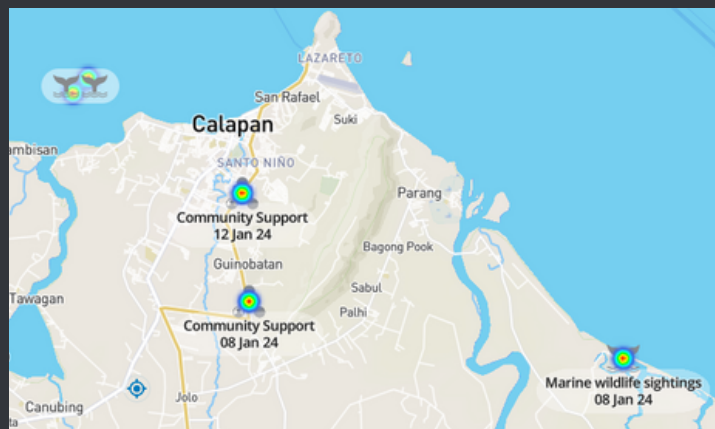 LAZARETO
San Rafael
Calapan
Suki
ambisan
SANTO NIÑO
Parang
Community Support
12 Jan 24
Bagong Pook
Guinobatan
Tawagan
Sabul
Palhi
Community Support
08 Jan 24
Marine wildlife sightings
08 Jan 24
Jolo
Canubing
ta